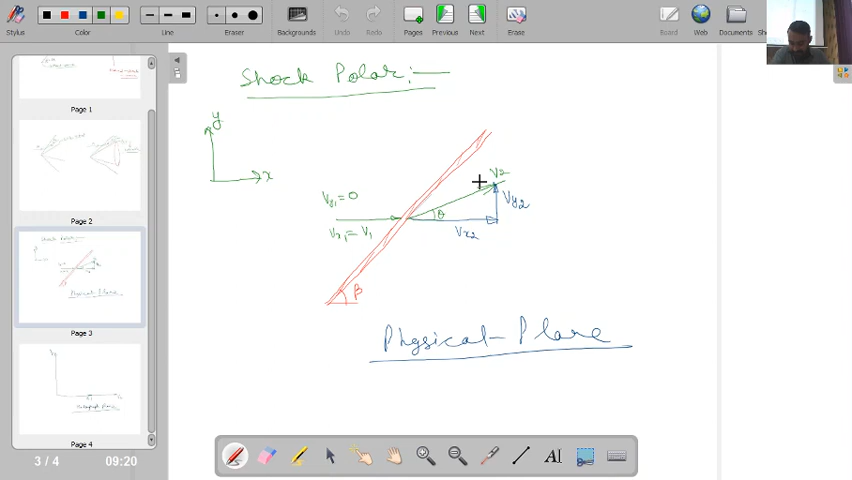 Stylus
Color
Line
Eraser
Backgrounds
Undo
Redo
Pages
Previous
Next
Erase
Board
Web
Documents
Page 1
Page 2
Page 3
Page 4
3 / 4
09:20
Shock Polar:—
y
x
Vy1=0
Vx1= V1
θ
V2
Vy2
Vx2
β
Physical-Plane
AI